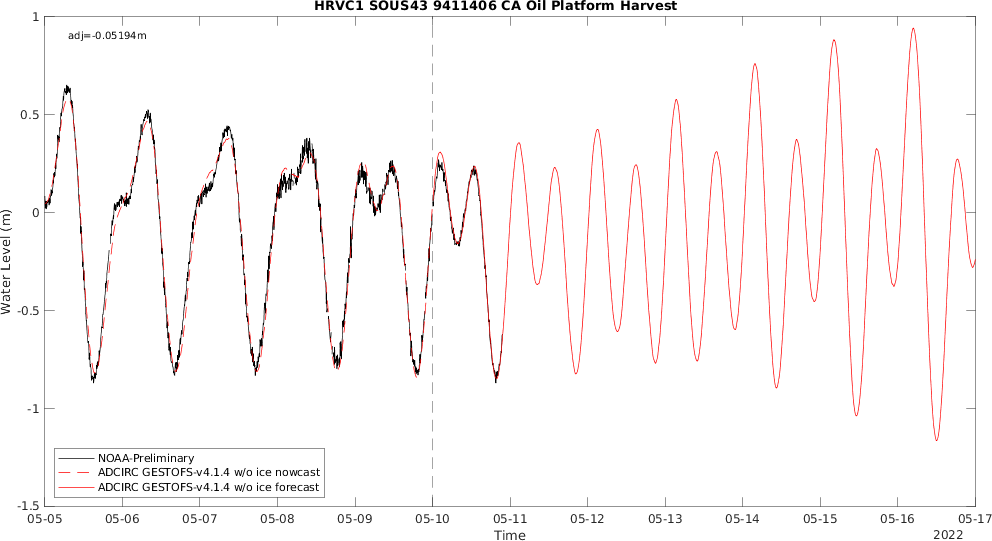 HRVC1 SOUS43 9411406 CA Oil Platform Harvest
adj=-0.05194m
1
0.5
0
-0.5
-1
-1.5
Water Level (m)
NOAA-Preliminary
ADCIRC GESTOFS-v4.1.4 w/o ice nowcast
ADCIRC GESTOFS-v4.1.4 w/o ice forecast
05-05 05-06 05-07 05-08 05-09 05-10 05-11 05-12 05-13 05-14 05-15 05-16 05-17
Time
2022